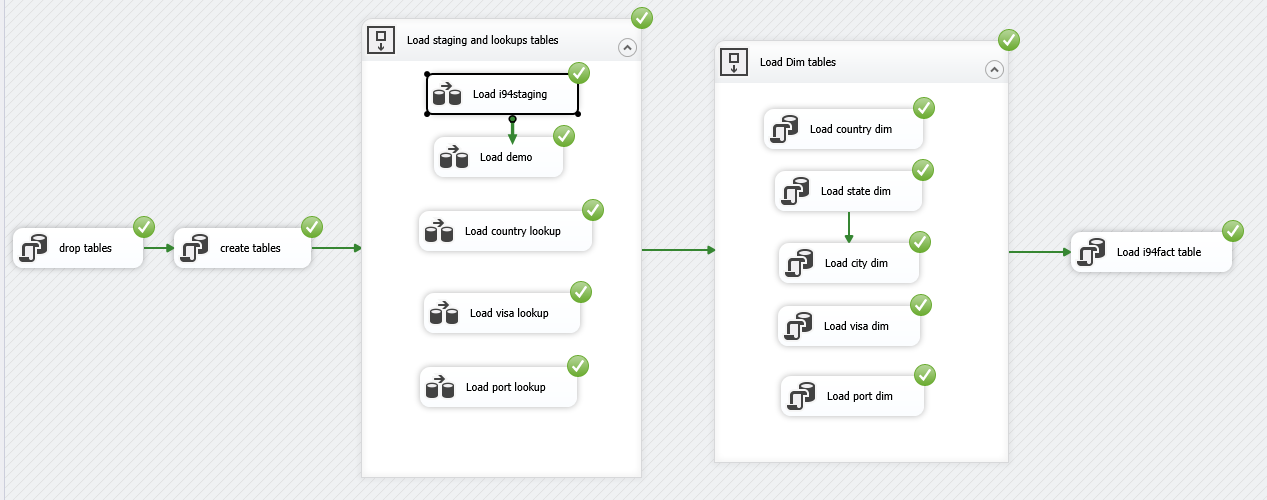 drop tables
create tables
Load staging and lookups tables
Load i94staging
Load demo
Load country lookup
Load visa lookup
Load port lookup
Load Dim tables
Load country dim
Load state dim
Load city dim
Load visa dim
Load port dim
Load i94fact table